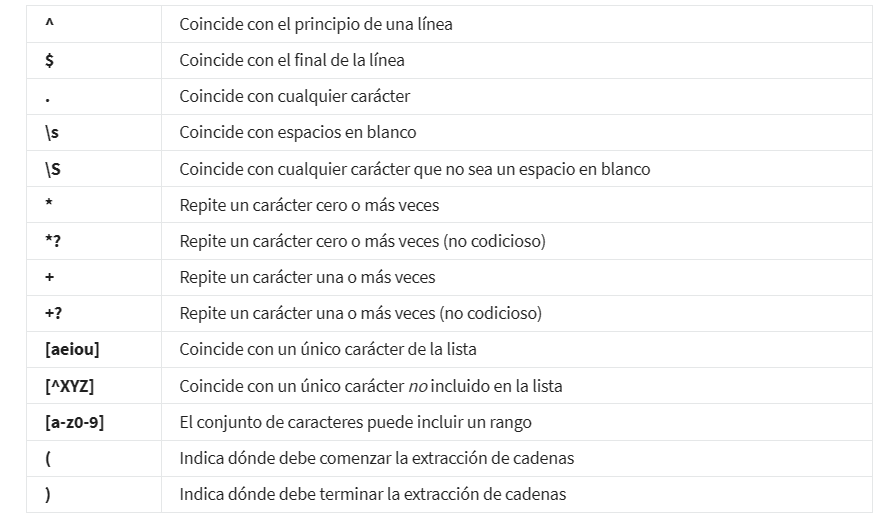 ^ Coincide con el principio de una línea
$ Coincide con el final de la línea
. Coincide con cualquier carácter
\s Coincide con espacios en blanco
\S Coincide con cualquier carácter que no sea un espacio en blanco
* Repite un carácter cero o más veces
*? Repite un carácter cero o más veces (no codicioso)
+ Repite un carácter una o más veces
+? Repite un carácter una o más veces (no codicioso)
[aeiou] Coincide con un único carácter de la lista
[^XYZ] Coincide con un único carácter no incluido en la lista
[a-z0-9] El conjunto de caracteres puede incluir un rango
( Indica dónde debe comenzar la extracción de cadenas
) Indica dónde debe terminar la extracción de cadenas